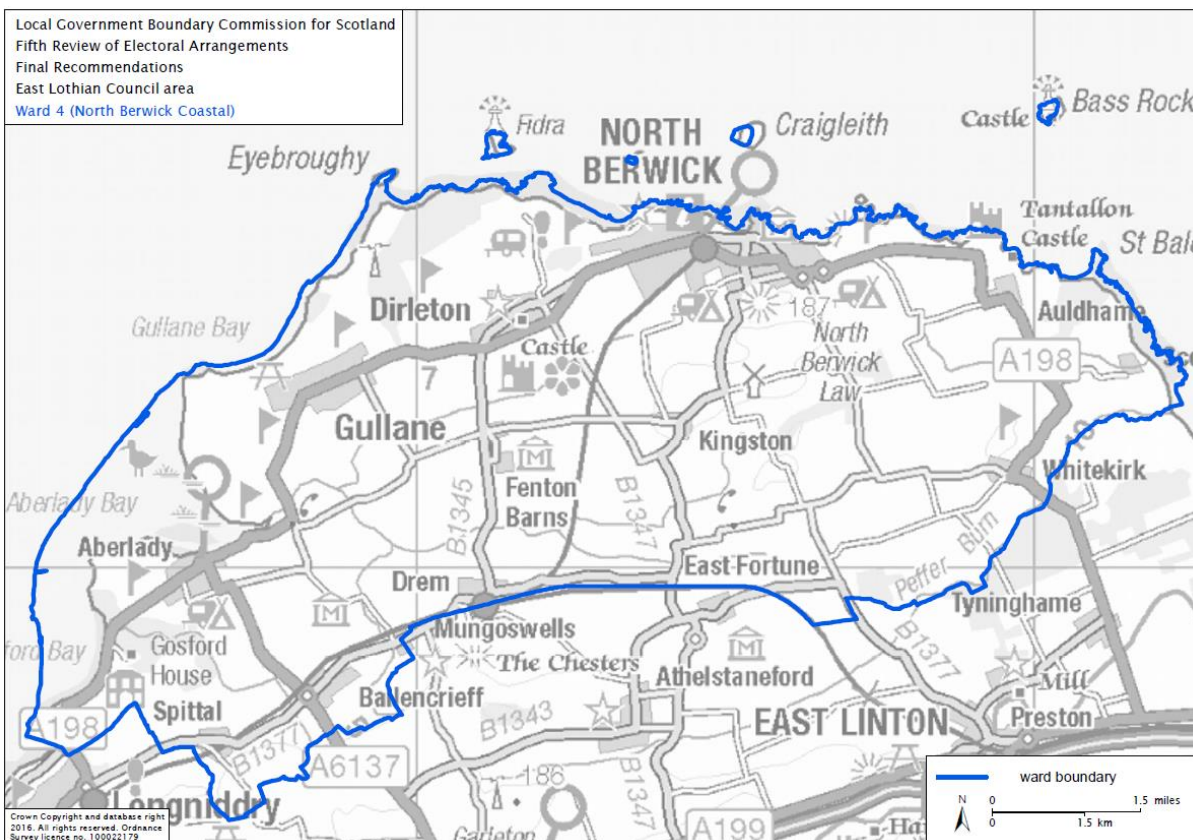 Local Government Boundary Commission for Scotland
Fifth Review of Electoral Arrangements
Final Recommendations
East Lothian Council area
Ward 4 (North Berwick Coastal)
Fidra
Craigleith
Castle
Bass Rock
NORTH
BERWICK
Eyebroughy
Tantallon
Castle
St Bal
Dirleton
187
Auldhame
Gullane Bay
Castle
North
Berwick
Law
A198
7
Gullane
Kingston
Whitekirk
Fenton
Barns
B1345
B1347
Aberlady Bay
Aberlady
East Fortune
Peffer Burn
Drem
Tyninghame
Mungoswells
Gosford
House
The Chesters
Athelstaneford
B1377
Mill
Ballencrieff
Spittal
A198
B1343
EAST LINTON
Preston
B1377
A6137
Longniddry
186
B1347
A199
Garleton
ward boundary
N
0 1.5 miles
0 1.5 km
Crown Copyright and database right
2016. All rights reserved. Ordnance
Survey licence no. 100022179